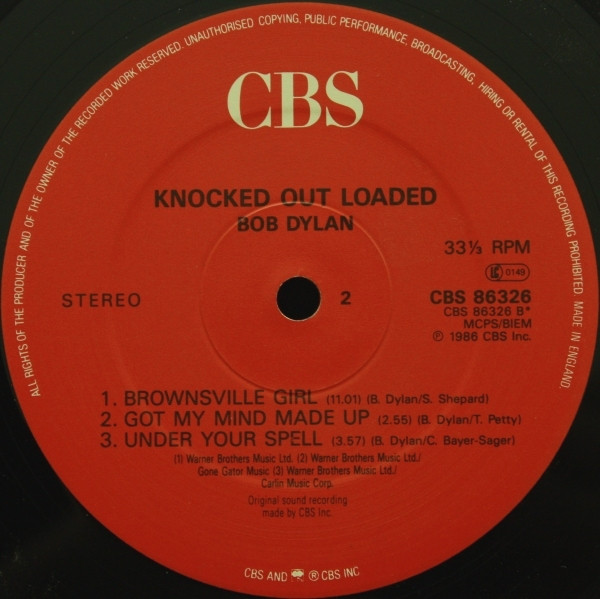 ALL RIGHTS OF THE PRODUCER AND OF THE OWNER OF THE RECORDED WORK RESERVED. UNAUTHORISED COPYING, PUBLIC PERFORMANCE, BROADCASTING, HIRING OR RENTAL OF THIS RECORDING PROHIBITED. MADE IN ENGLAND.
CBS
KNOCKED OUT LOADED
BOB DYLAN
33⅓ RPM
LC 0149
STEREO
2
CBS 86326
CBS 86326 B*
MCPS/BIEM
℗ 1986 CBS Inc.
1. BROWNSVILLE GIRL (11.01) (B. Dylan/S. Shepard)
2. GOT MY MIND MADE UP (2.55) (B. Dylan/T. Petty)
3. UNDER YOUR SPELL (3.57) (B. Dylan/C. Bayer-Sager)
(1) Warner Brothers Music Ltd. (2) Warner Brothers Music Ltd./
Gone Gator Music (3) Warner Brothers Music Ltd./
Carlin Music Corp.
Original sound recording
made by CBS Inc.
CBS AND ® CBS INC